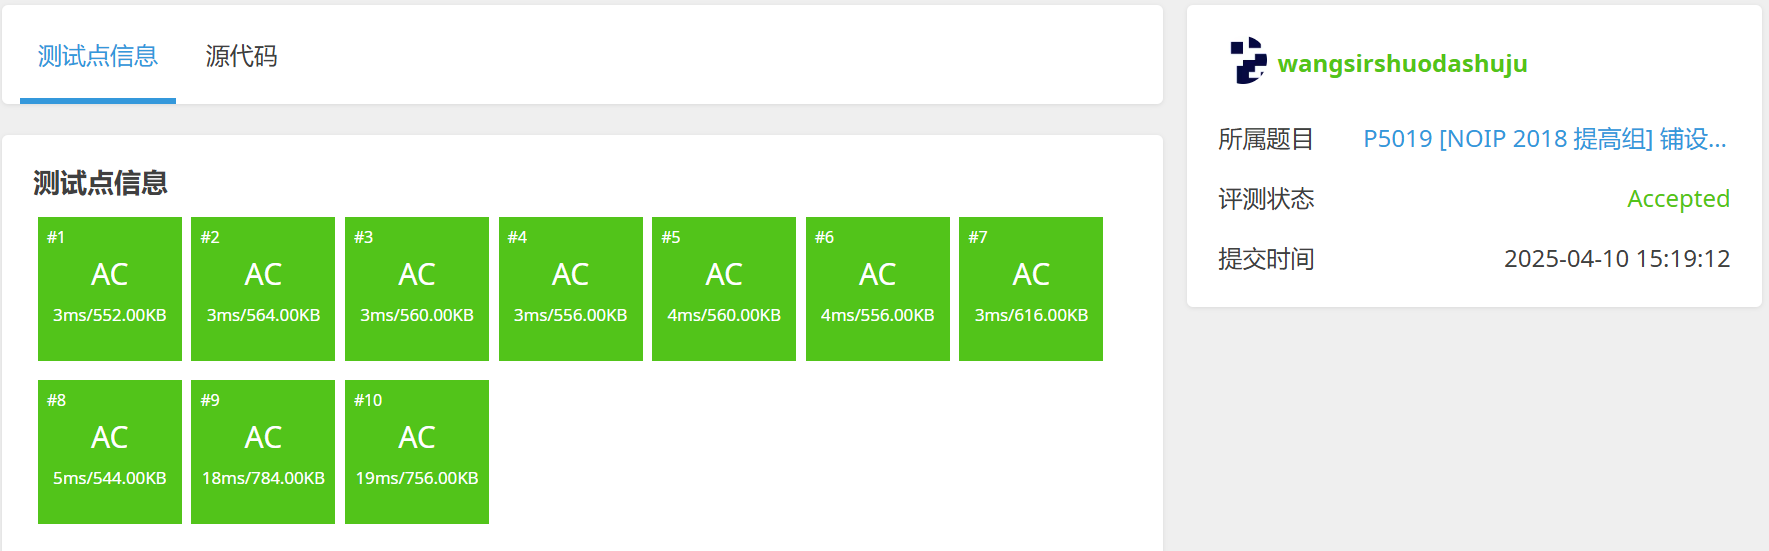 测试点信息 源代码
测试点信息
#1 #2 #3 #4 #5 #6 #7
AC AC AC AC AC AC AC
3ms/552.00KB 3ms/564.00KB 3ms/560.00KB 3ms/556.00KB 4ms/560.00KB 4ms/556.00KB 3ms/616.00KB
#8 #9 #10
AC AC AC
5ms/544.00KB 18ms/784.00KB 19ms/756.00KB
wangsirshuodashuju
所属题目 P5019 [NOIP 2018 提高组] 铺设...
评测状态 Accepted
提交时间 2025-04-10 15:19:12